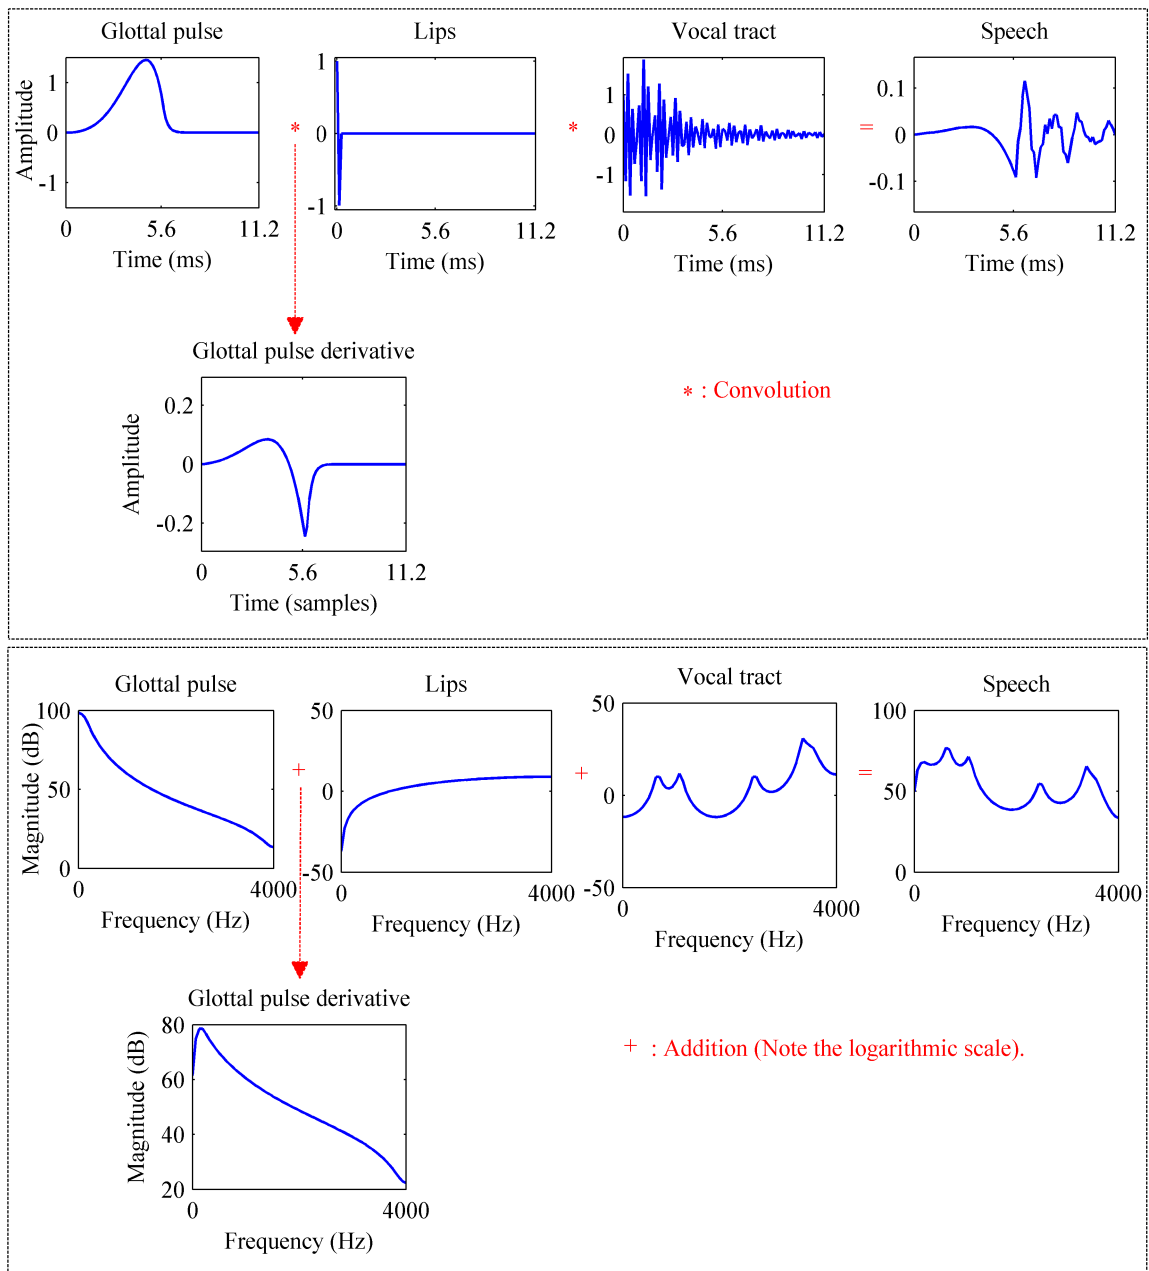 Glottal pulse
Lips
Vocal tract
Speech
Amplitude
1
0
-1
0
5.6
11.2
Time (ms)
*
1
0
-1
0
5.6
11.2
Time (ms)
*
1
0
-1
0
5.6
11.2
Time (ms)
=
0.1
0
-0.1
0
5.6
11.2
Time (ms)
Glottal pulse derivative
Amplitude
0.2
0
-0.2
0
5.6
11.2
Time (samples)
* : Convolution
Glottal pulse
Lips
Vocal tract
Speech
Magnitude (dB)
100
50
0
0
4000
Frequency (Hz)
+
50
0
-50
0
4000
Frequency (Hz)
+
50
0
-50
0
4000
Frequency (Hz)
=
100
50
0
0
4000
Frequency (Hz)
Glottal pulse derivative
Magnitude (dB)
80
60
40
20
0
4000
Frequency (Hz)
+ : Addition (Note the logarithmic scale).